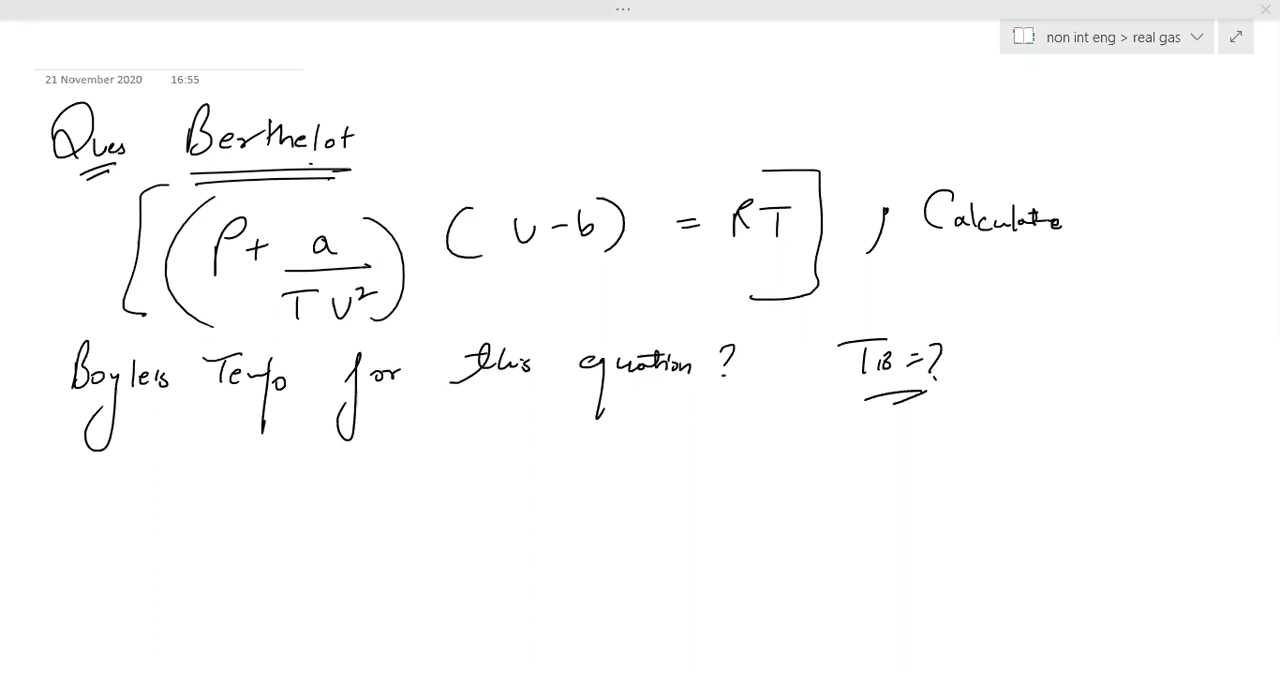 ...
non int eng > real gas
21 November 2020 16:55
Ques Berthelot
[(P + a/TV²) (V-b) = RT] , Calculate
Boyle's Temp for this equation ? TB = ?